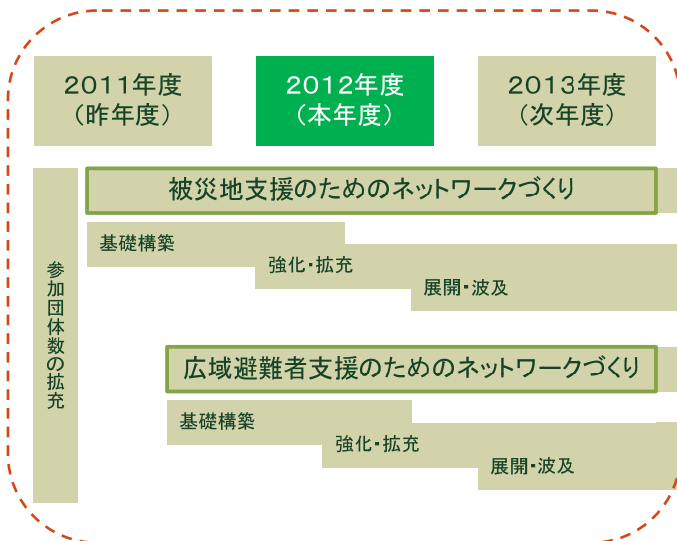 2011年度
（昨年度）
2012年度
（本年度）
2013年度
（次年度）
参加団体数の拡充
被災地支援のためのネットワークづくり
基礎構築
強化・拡充
展開・波及
広域避難者支援のためのネットワークづくり
基礎構築
強化・拡充
展開・波及